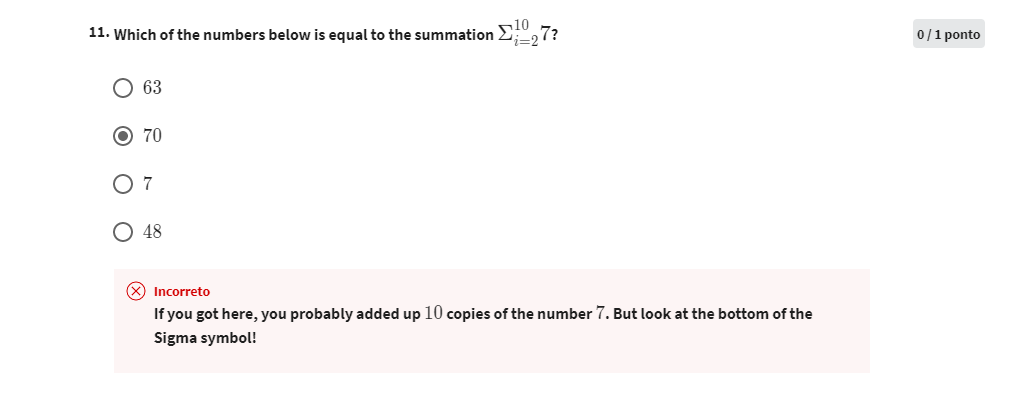 11. Which of the numbers below is equal to the summation $\Sigma_{i=2}^{10} 7$?
0 / 1 ponto
63
70
7
48
Incorreto
If you got here, you probably added up 10 copies of the number 7. But look at the bottom of the
Sigma symbol!